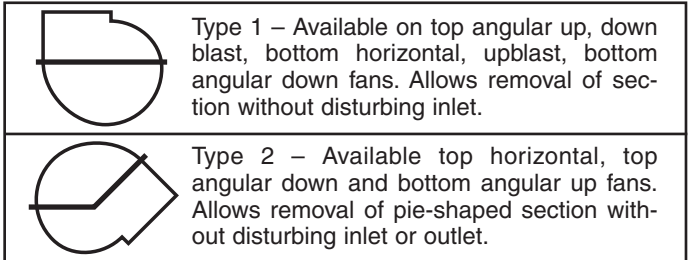 Type 1 – Available on top angular up, down
blast, bottom horizontal, upblast, bottom
angular down fans. Allows removal of sec-
tion without disturbing inlet.
Type 2 – Available top horizontal, top
angular down and bottom angular up fans.
Allows removal of pie-shaped section with-
out disturbing inlet or outlet.